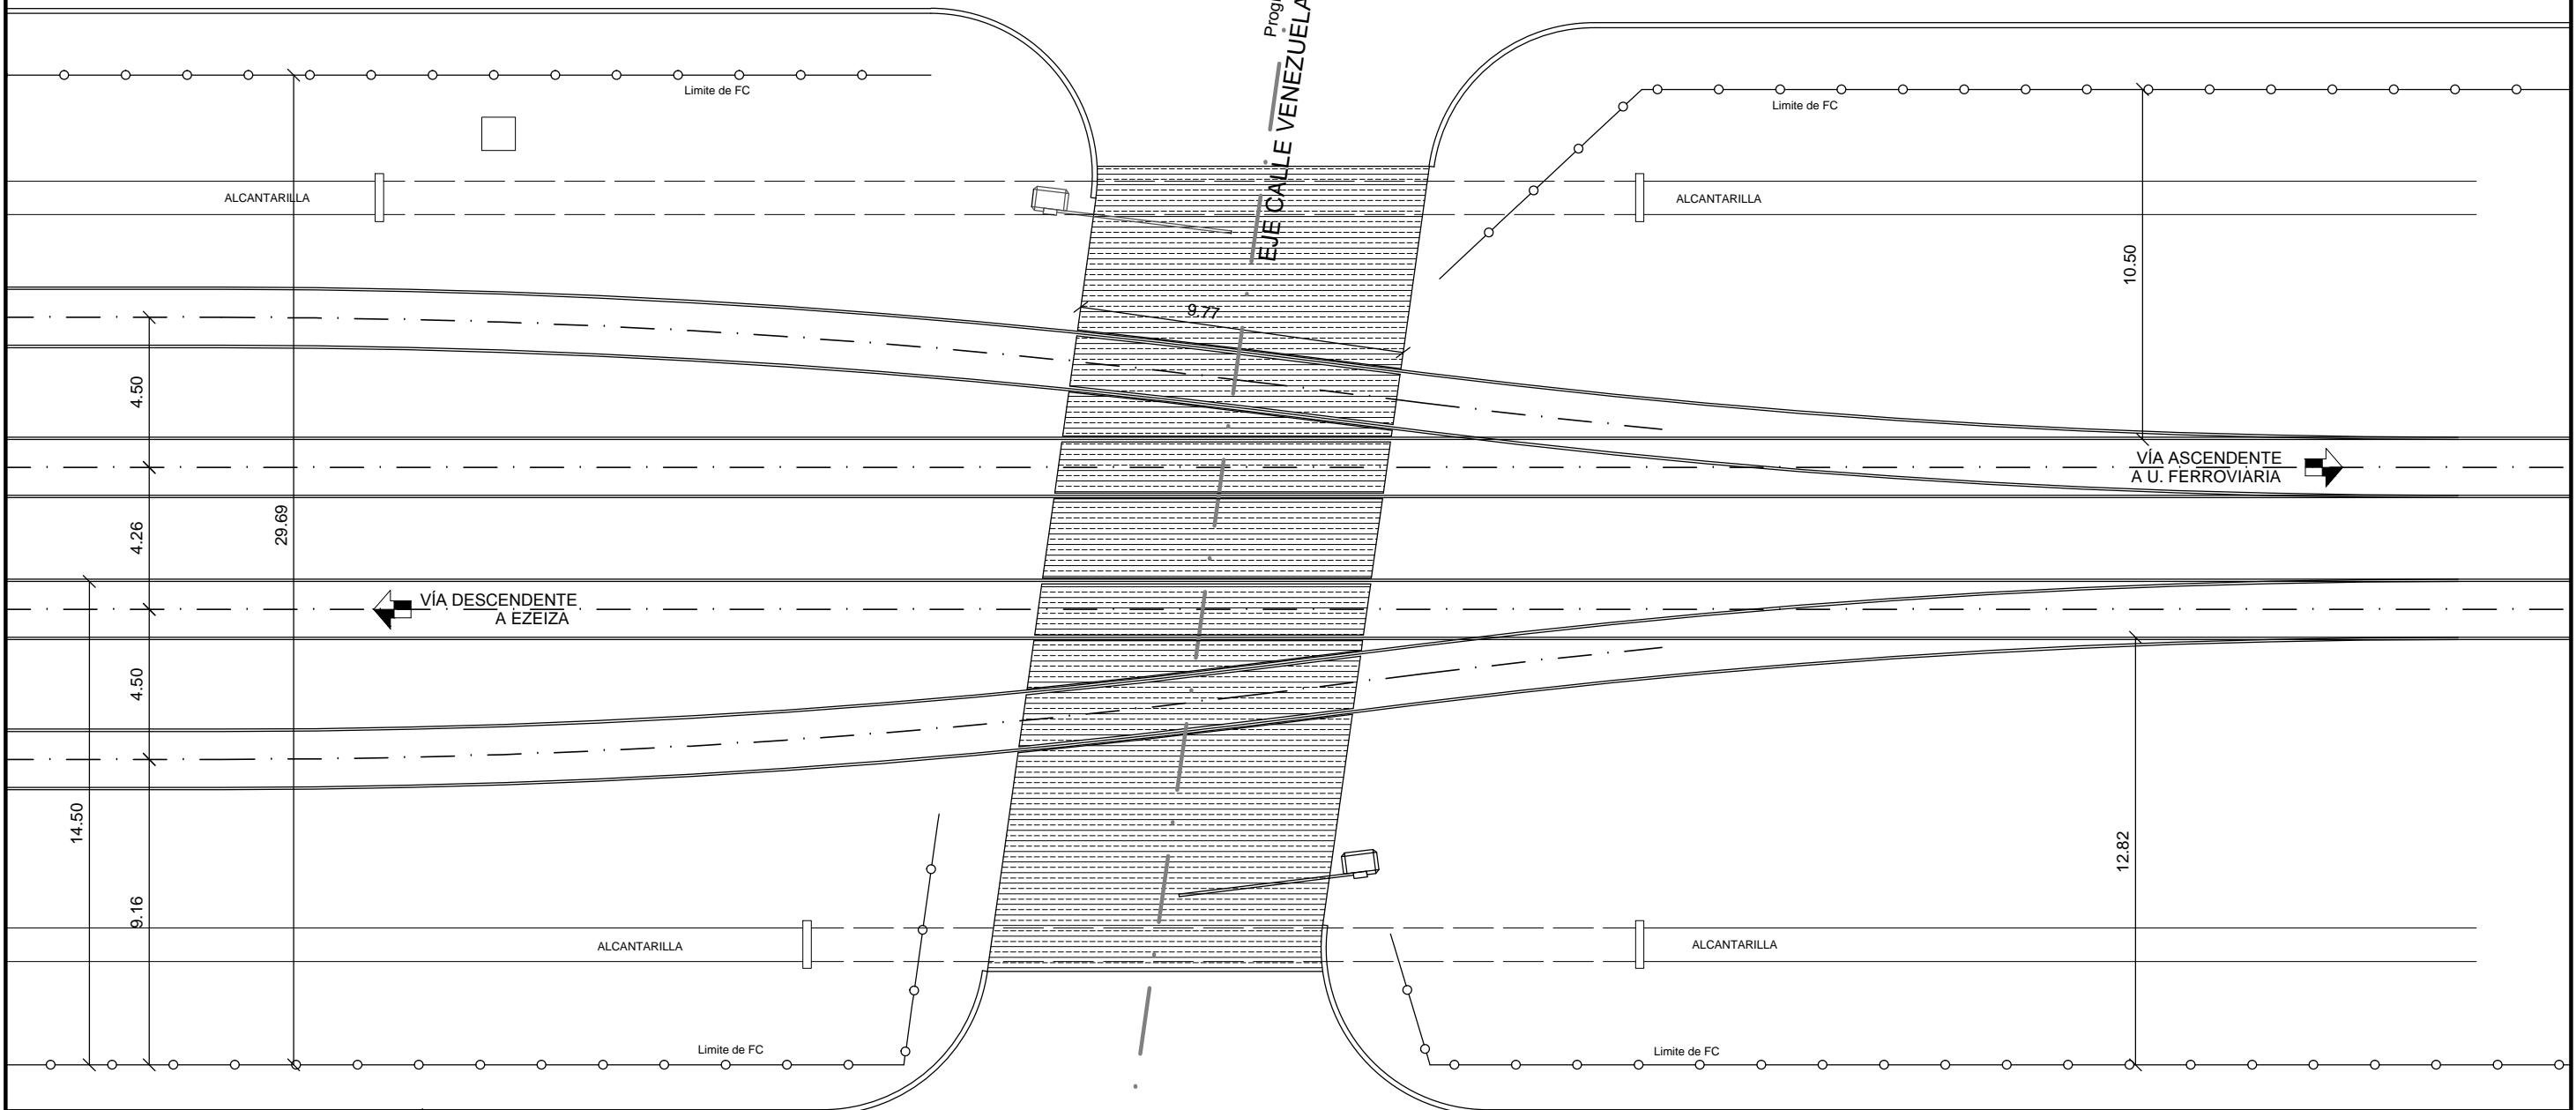 EJE CALLE VENEZUELA
Limite de FC
Limite de FC
ALCANTARILLA
ALCANTARILLA
10.50
9.77
4.50
VÍA ASCENDENTE
A U. FERROVIARIA
4.26
29.69
VÍA DESCENDENTE
A EZEIZA
4.50
14.50
12.82
9.16
ALCANTARILLA
ALCANTARILLA
Limite de FC
Limite de FC